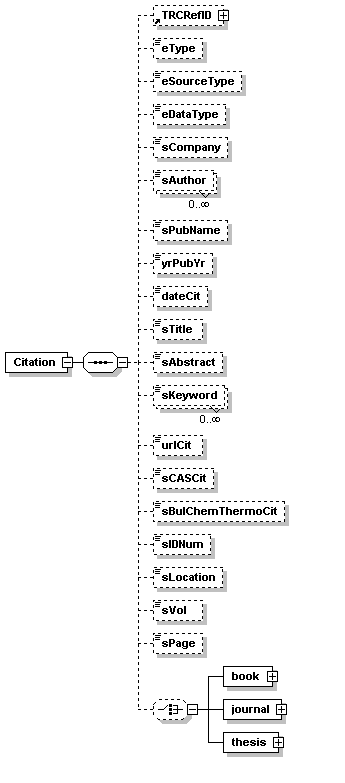 TRCRefID
eType
eSourceType
eDataType
sCompany
sAuthor
0..∞
sPubName
yrPubYr
dateCit
sTitle
Citation
sAbstract
sKeyword
0..∞
urlCit
sCASCit
sBulChemThermoCit
sIDNum
sLocation
sVol
sPage
book
journal
thesis